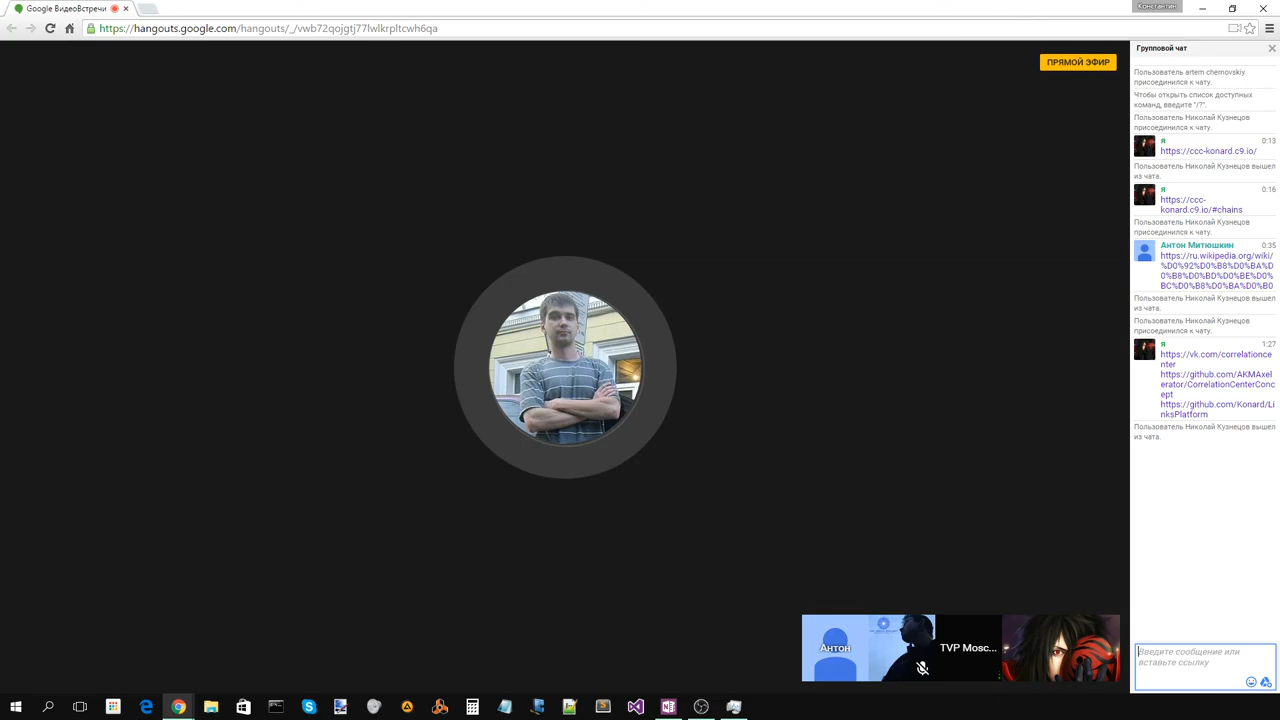 Google ВидеоВстречи
Константин
https://hangouts.google.com/hangouts/_/vwb72qojgtj77lwlkrpltcwh6qa
ПРЯМОЙ ЭФИР
Групповой чат
Пользователь artem chernovskiy
присоединился к чату.
Чтобы открыть список доступных
команд, введите "/?".
Пользователь Николай Кузнецов
присоединился к чату.
я 0:13
https://ccc-konard.c9.io/
Пользователь Николай Кузнецов вышел
из чата.
я 0:16
https://ccc-
konard.c9.io/#chains
Пользователь Николай Кузнецов
присоединился к чату.
Антон Митюшкин 0:35
https://ru.wikipedia.org/wiki/
%D0%92%D0%B8%D0%BA%D
0%B8%D0%BD%D0%BE%D0%
BC%D0%B8%D0%BA%D0%B0
Пользователь Николай Кузнецов вышел
из чата.
Пользователь Николай Кузнецов
присоединился к чату.
я 1:27
https://vk.com/correlationce
nter
https://github.com/AKMAxel
erator/CorrelationCenterConc
ept
https://github.com/Konard/Li
nksPlatform
Пользователь Николай Кузнецов вышел
из чата.
Антон
TVP Mosc...
Введите сообщение или
вставьте ссылку